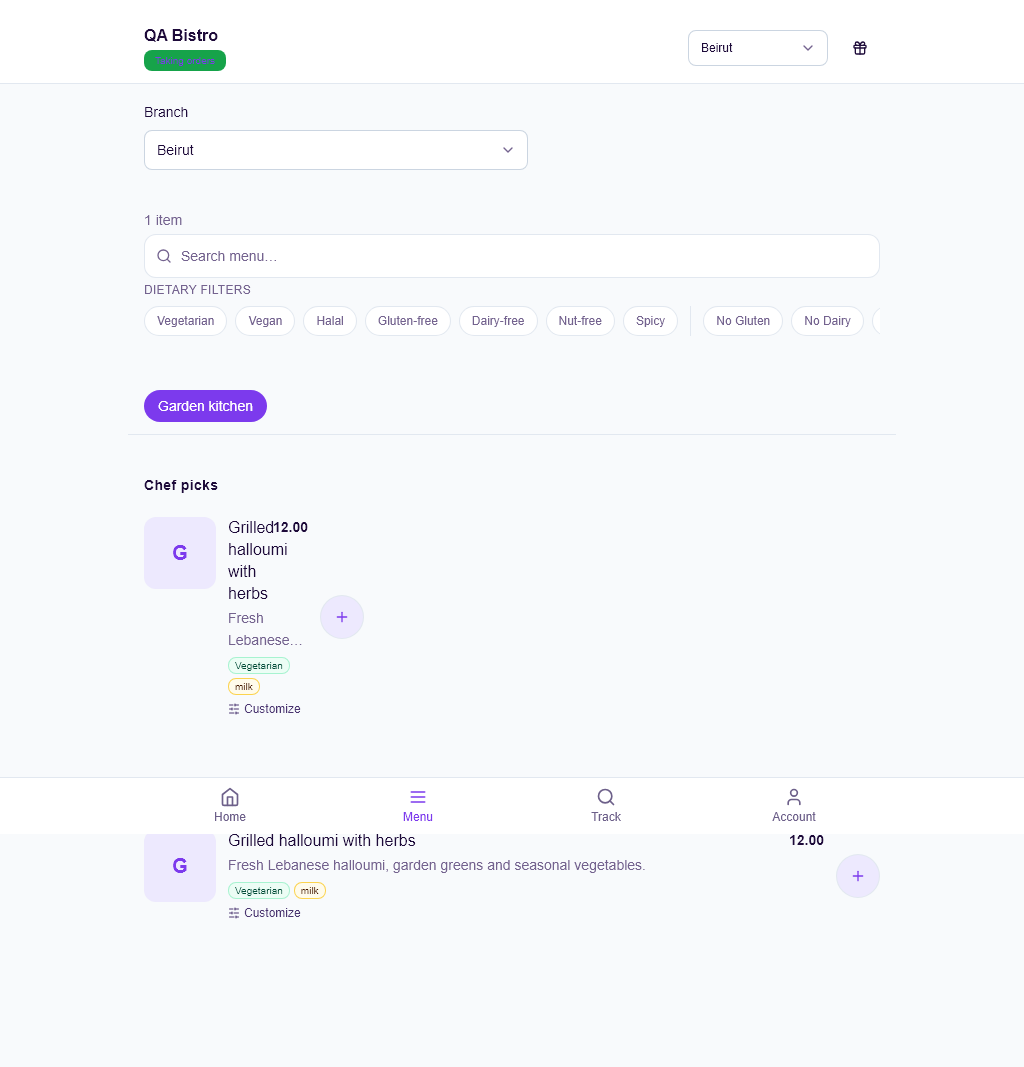 QA Bistro
Taking orders
Beirut
Branch
Beirut
1 item
Search menu…
DIETARY FILTERS
Vegetarian Vegan Halal Gluten-free Dairy-free Nut-free Spicy No Gluten No Dairy
Garden kitchen
Chef picks
G
Grilled 12.00
halloumi
with
herbs
Fresh
Lebanese…
+
Vegetarian
milk
Customize
Home Menu Track Account
G
Grilled halloumi with herbs 12.00
Fresh Lebanese halloumi, garden greens and seasonal vegetables.
+
Vegetarian milk
Customize